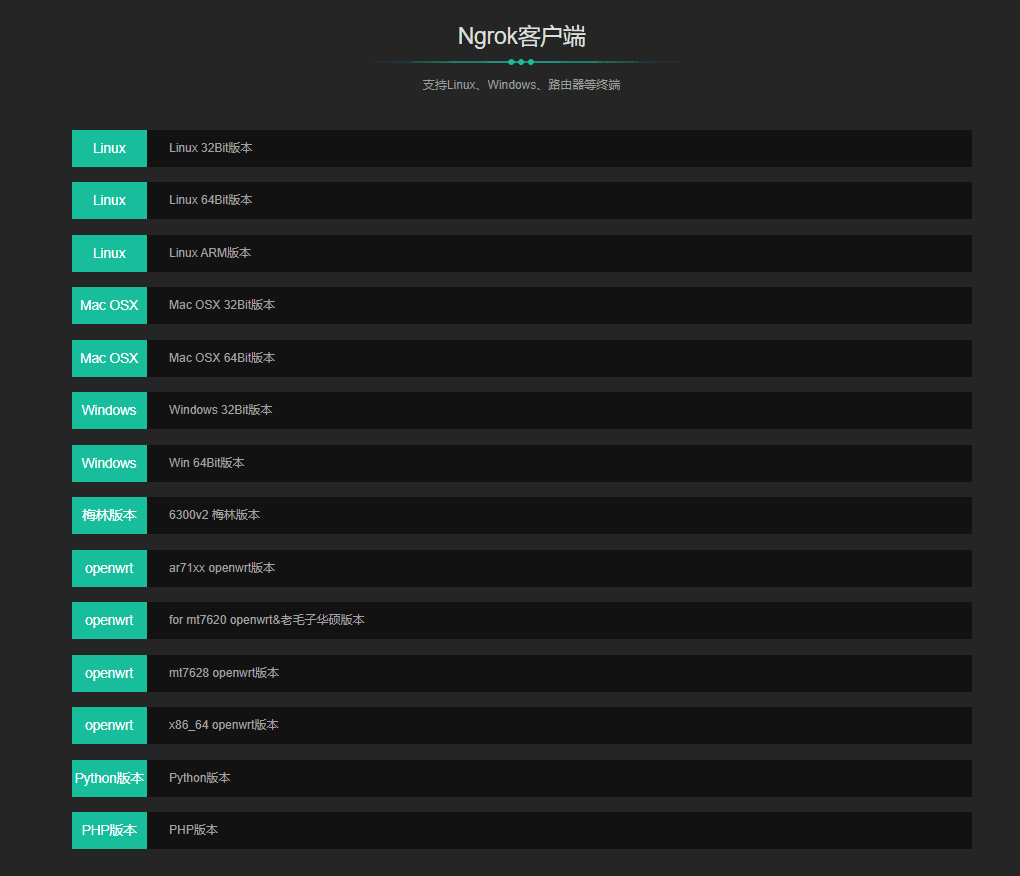 Ngrok客户端
支持Linux、Windows、路由器等终端
Linux Linux 32Bit版本
Linux Linux 64Bit版本
Linux Linux ARM版本
Mac OSX Mac OSX 32Bit版本
Mac OSX Mac OSX 64Bit版本
Windows Windows 32Bit版本
Windows Win 64Bit版本
梅林版本 6300v2 梅林版本
openwrt ar71xx openwrt版本
openwrt for mt7620 openwrt&老毛子华硕版本
openwrt mt7628 openwrt版本
openwrt x86_64 openwrt版本
Python版本 Python版本
PHP版本 PHP版本